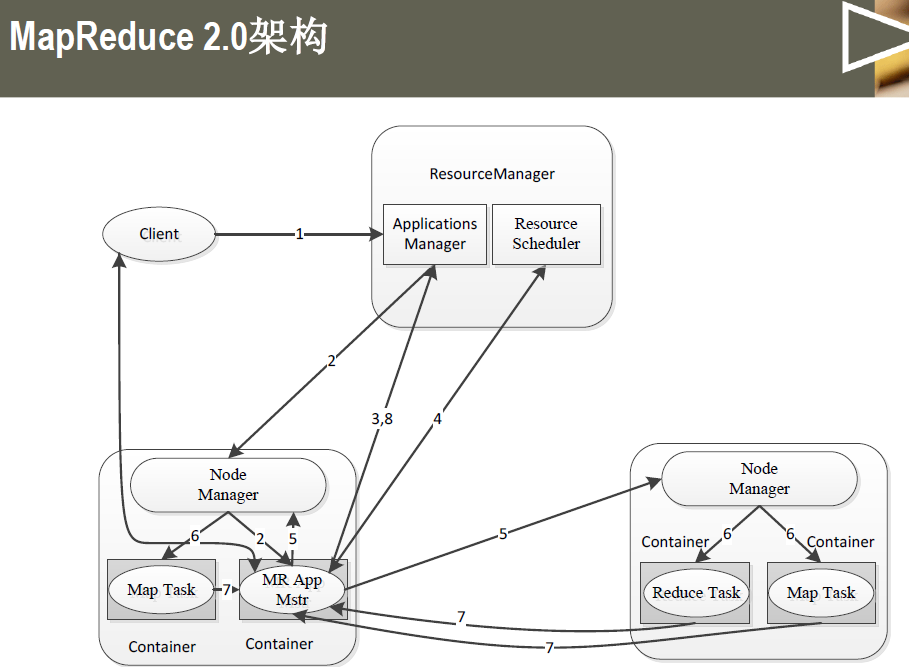 MapReduce 2.0架构
ResourceManager
Applications
Manager
Resource
Scheduler
Client
1
2
3,8
4
Node
Manager
6
2
5
Map Task
7
MR App
Mstr
Container
Container
5
Node
Manager
Container
6
6
Container
Reduce Task
Map Task
7
7